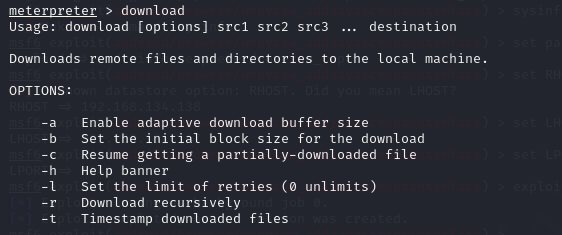 meterpreter > download
Usage: download [options] src1 src2 src3 ... destination
Downloads remote files and directories to the local machine.
OPTIONS:
-a Enable adaptive download buffer size
-b Set the initial block size for the download
-c Resume getting a partially-downloaded file
-h Help banner
-l Set the limit of retries (0 unlimits)
-r Download recursively
-t Timestamp downloaded files